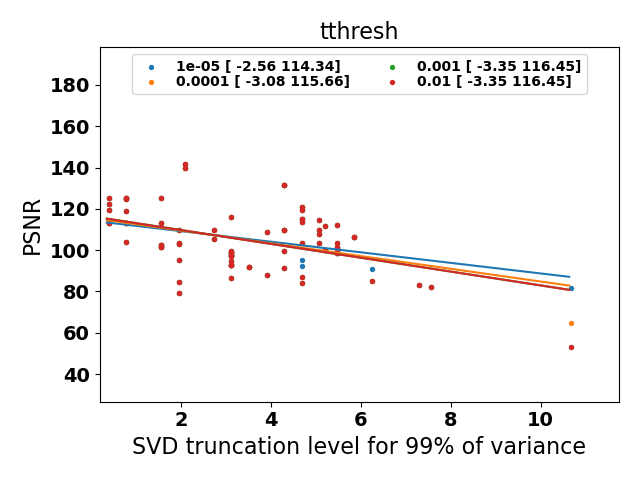 tthresh
1e-05 [ -2.56 114.34]
0.0001 [ -3.08 115.66]
0.001 [ -3.35 116.45]
0.01 [ -3.35 116.45]
180
160
140
120
100
80
60
40
PSNR
2 4 6 8 10
SVD truncation level for 99% of variance